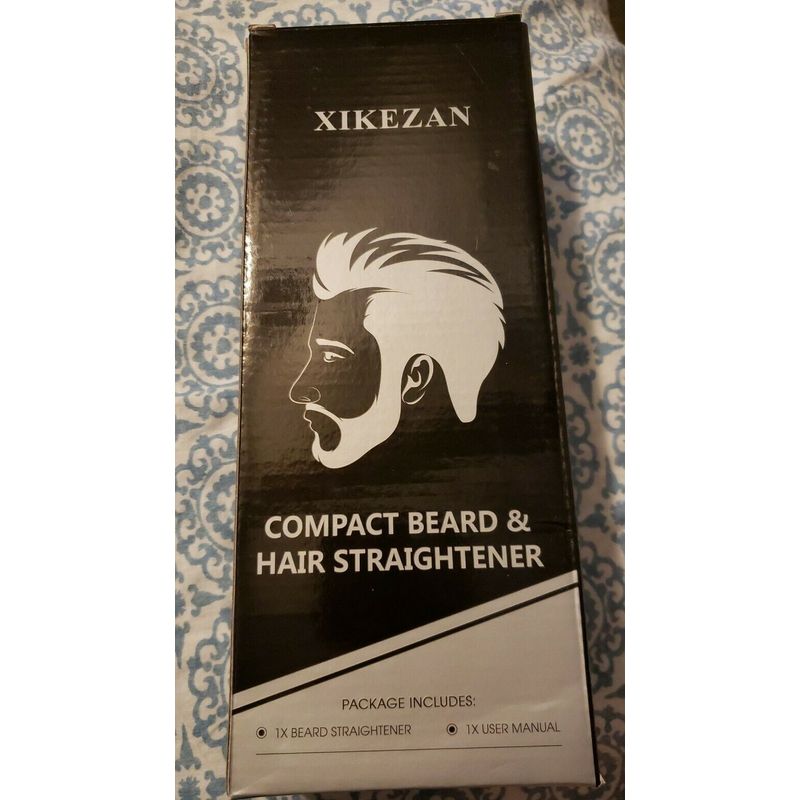 XIKEZAN
COMPACT BEARD &
HAIR STRAIGHTENER
PACKAGE INCLUDES:
1X BEARD STRAIGHTENER 1X USER MANUAL